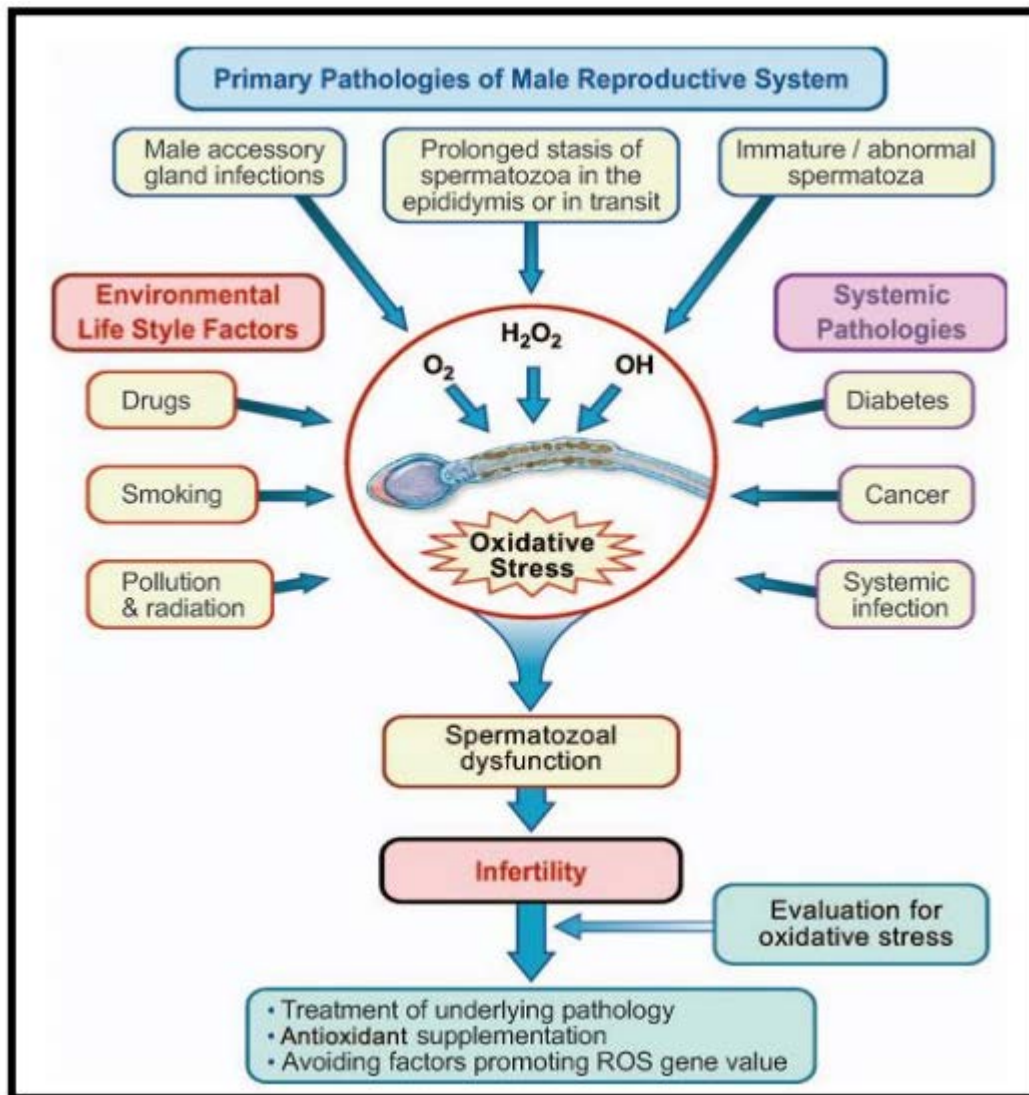 Primary Pathologies of Male Reproductive System
Male accessory
gland infections
Prolonged stasis of
spermatozoa in the
epididymis or in transit
Immature / abnormal
spermatoza
Environmental
Life Style Factors
Drugs
Smoking
Pollution
& radiation
Systemic
Pathologies
Diabetes
Cancer
Systemic
infection
O₂
H₂O₂
OH
Oxidative
Stress
Spermatozoal
dysfunction
Infertility
Evaluation for
oxidative stress
• Treatment of underlying pathology
• Antioxidant supplementation
• Avoiding factors promoting ROS gene value